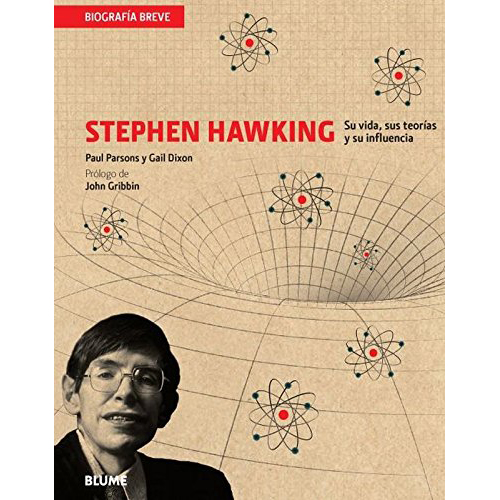 BIOGRAFÍA BREVE
STEPHEN HAWKING
Su vida, sus teorías
y su influencia
Paul Parsons y Gail Dixon
Prólogo de
John Gribbin
BLUME